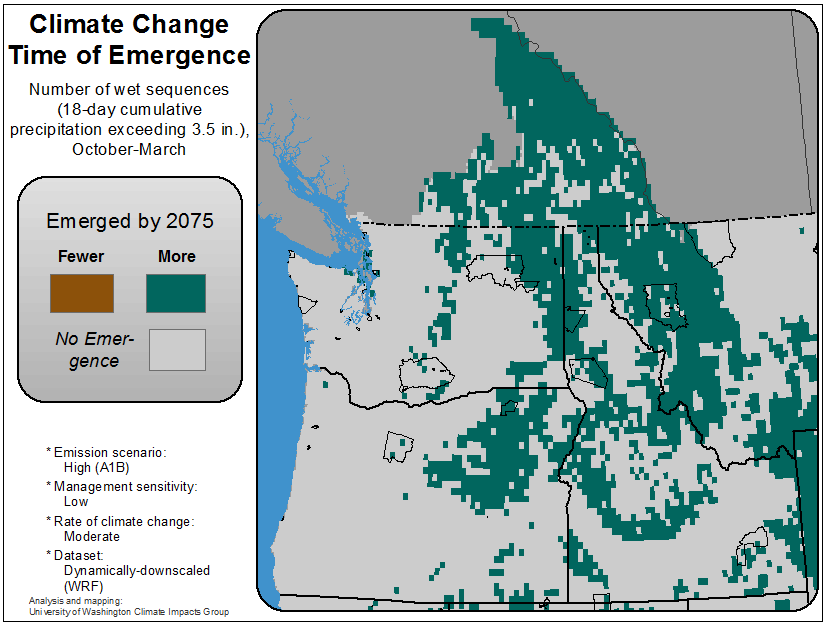 Climate Change
Time of Emergence
Number of wet sequences
(18-day cumulative
precipitation exceeding 3.5 in.),
October-March
Emerged by 2075
Fewer More
No Emer-
gence
* Emission scenario:
High (A1B)
* Management sensitivity:
Low
* Rate of climate change:
Moderate
* Dataset:
Dynamically-downscaled
(WRF)
Analysis and mapping:
University of Washington Climate Impacts Group